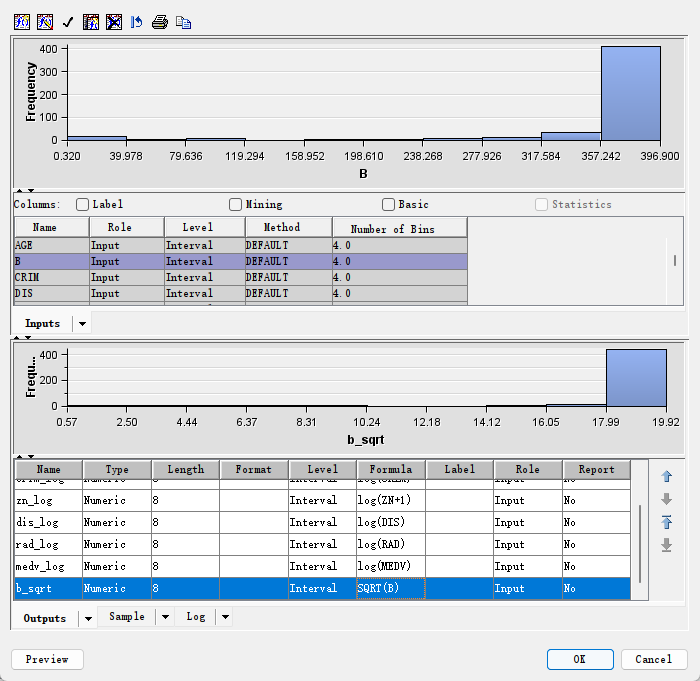 Frequency
400
300
200
100
0
0.320 39.978 79.636 119.294 158.952 198.610 238.268 277.926 317.584 357.242 396.900
B
Columns: Label Mining Basic Statistics
Name Role Level Method Number of Bins
AGE Input Interval DEFAULT 4.0
B Input Interval DEFAULT 4.0
CRIM Input Interval DEFAULT 4.0
DIS Input Interval DEFAULT 4.0
Inputs
Frequ...
400
200
0
0.57 2.50 4.44 6.37 8.31 10.24 12.18 14.12 16.05 17.99 19.92
b_sqrt
Name Type Length Format Level Formula Label Role Report
zn_log Numeric 8 Interval log(ZN+1) Input No
dis_log Numeric 8 Interval log(DIS) Input No
rad_log Numeric 8 Interval log(RAD) Input No
medv_log Numeric 8 Interval log(MEDV) Input No
b_sqrt Numeric 8 Interval SQRT(B) Input No
Outputs Sample Log
Preview OK Cancel